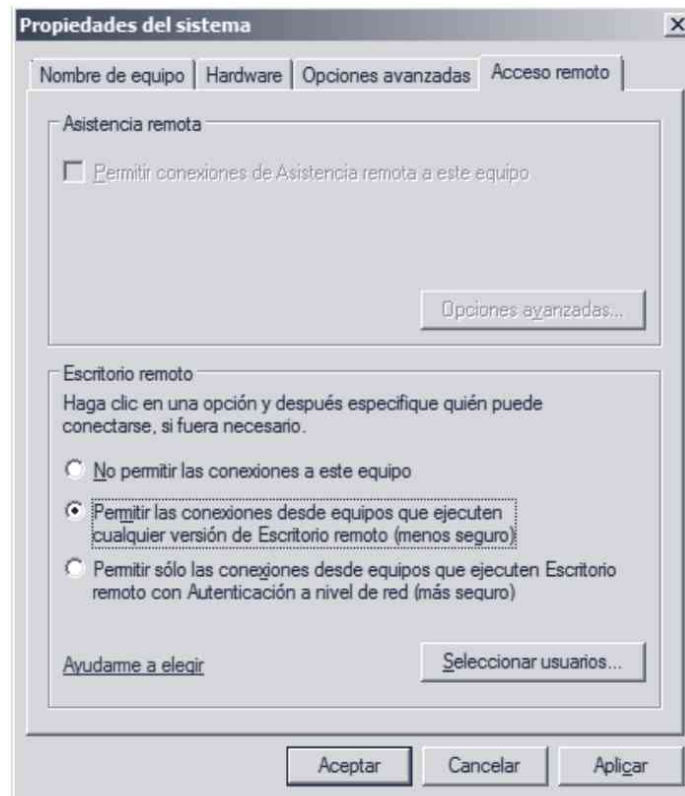 Propiedades del sistema
Nombre de equipo Hardware Opciones avanzadas Acceso remoto
Asistencia remota
Permitir conexiones de Asistencia remota a este equipo
Opciones avanzadas...
Escritorio remoto
Haga clic en una opción y después especifique quién puede
conectarse, si fuera necesario.
No permitir las conexiones a este equipo
Permitir las conexiones desde equipos que ejecuten
cualquier versión de Escritorio remoto (menos seguro)
Permitir sólo las conexiones desde equipos que ejecuten Escritorio
remoto con Autenticación a nivel de red (más seguro)
Ayudarme a elegir
Seleccionar usuarios...
Aceptar Cancelar Aplicar